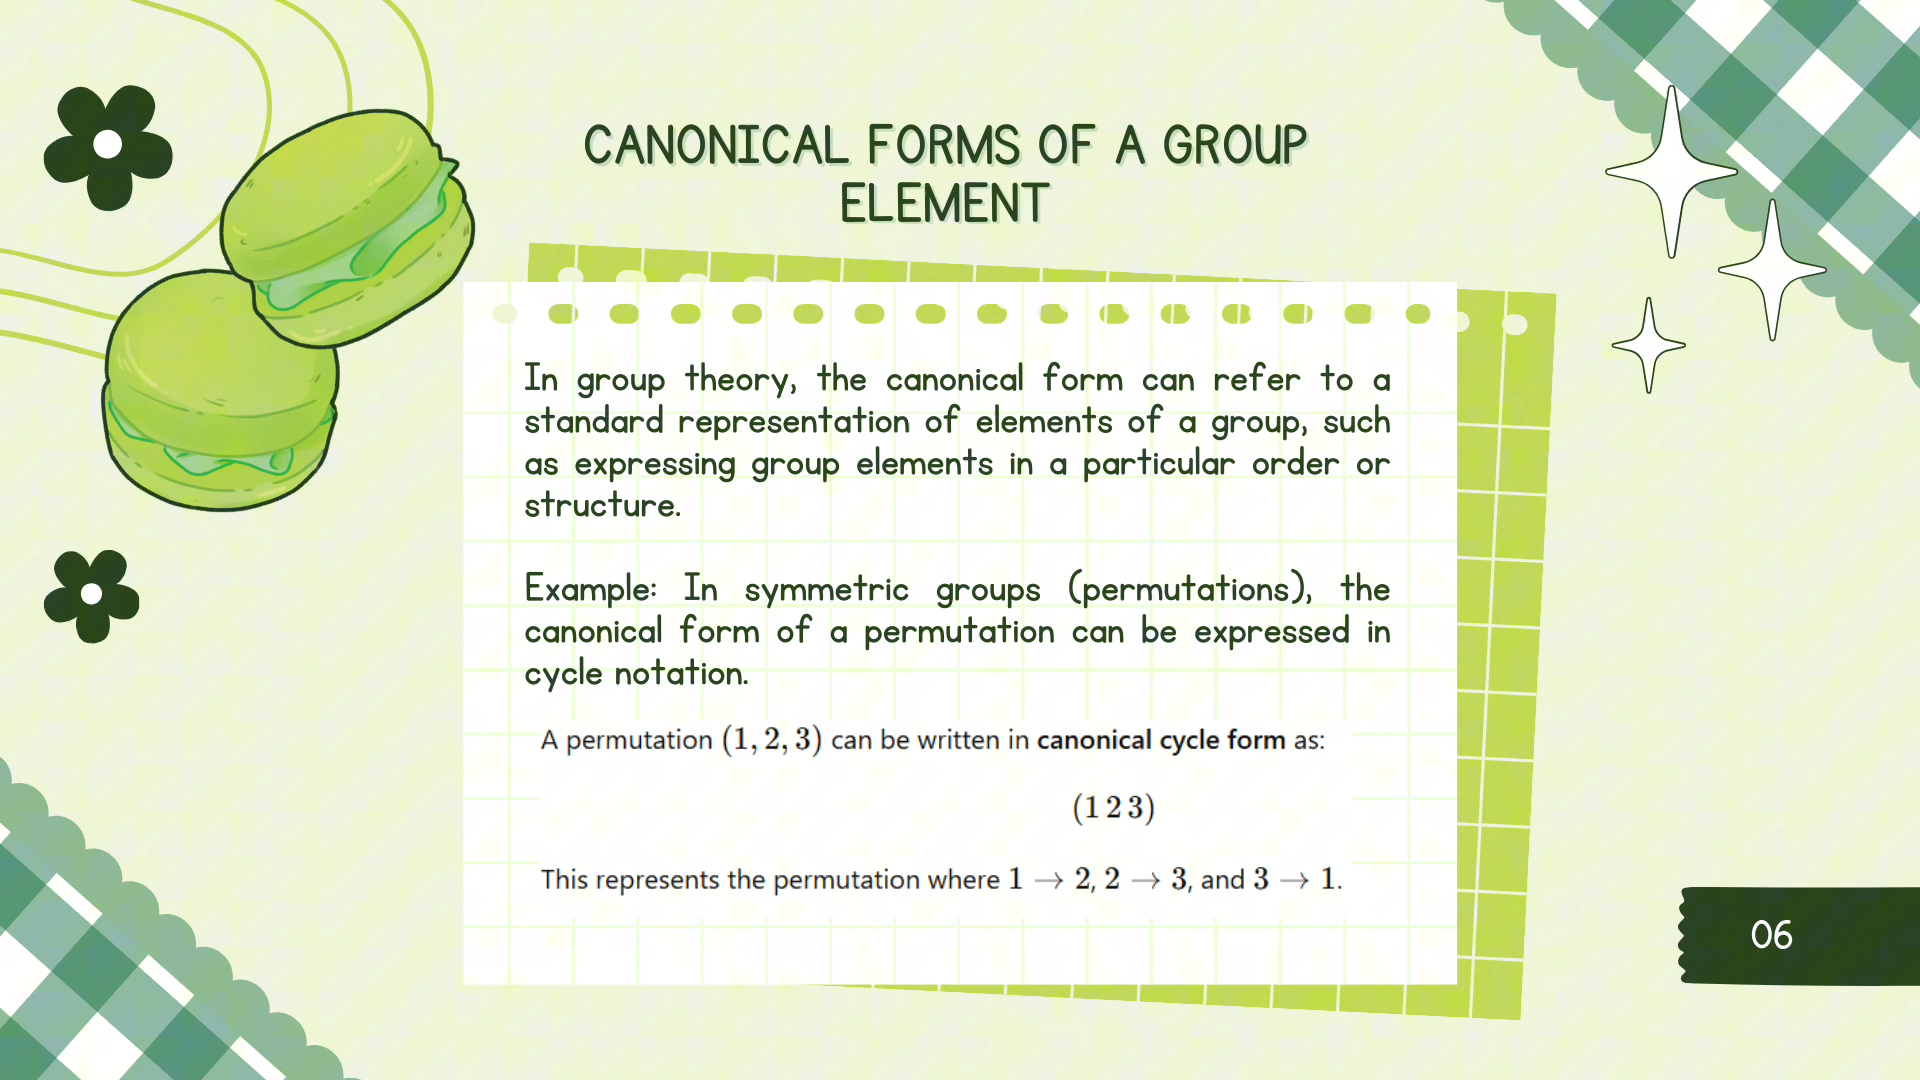 CANONICAL FORMS OF A GROUP
ELEMENT
In group theory, the canonical form can refer to a
standard representation of elements of a group, such
as expressing group elements in a particular order or
structure.
Example: In symmetric groups (permutations), the
canonical form of a permutation can be expressed in
cycle notation.
A permutation (1, 2, 3) can be written in canonical cycle form as:
(1 2 3)
This represents the permutation where 1 → 2, 2 → 3, and 3 → 1.
06